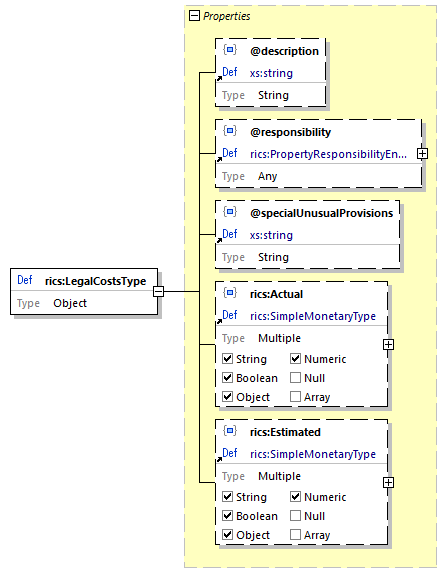 Properties
@description
Def xs:string
Type String
@responsibility
Def rics:PropertyResponsibilityEn...
Type Any
@specialUnusualProvisions
Def xs:string
Type String
Def rics:LegalCostsType
Type Object
rics:Actual
Def rics:SimpleMonetaryType
Type Multiple
String Numeric
Boolean Null
Object Array
rics:Estimated
Def rics:SimpleMonetaryType
Type Multiple
String Numeric
Boolean Null
Object Array